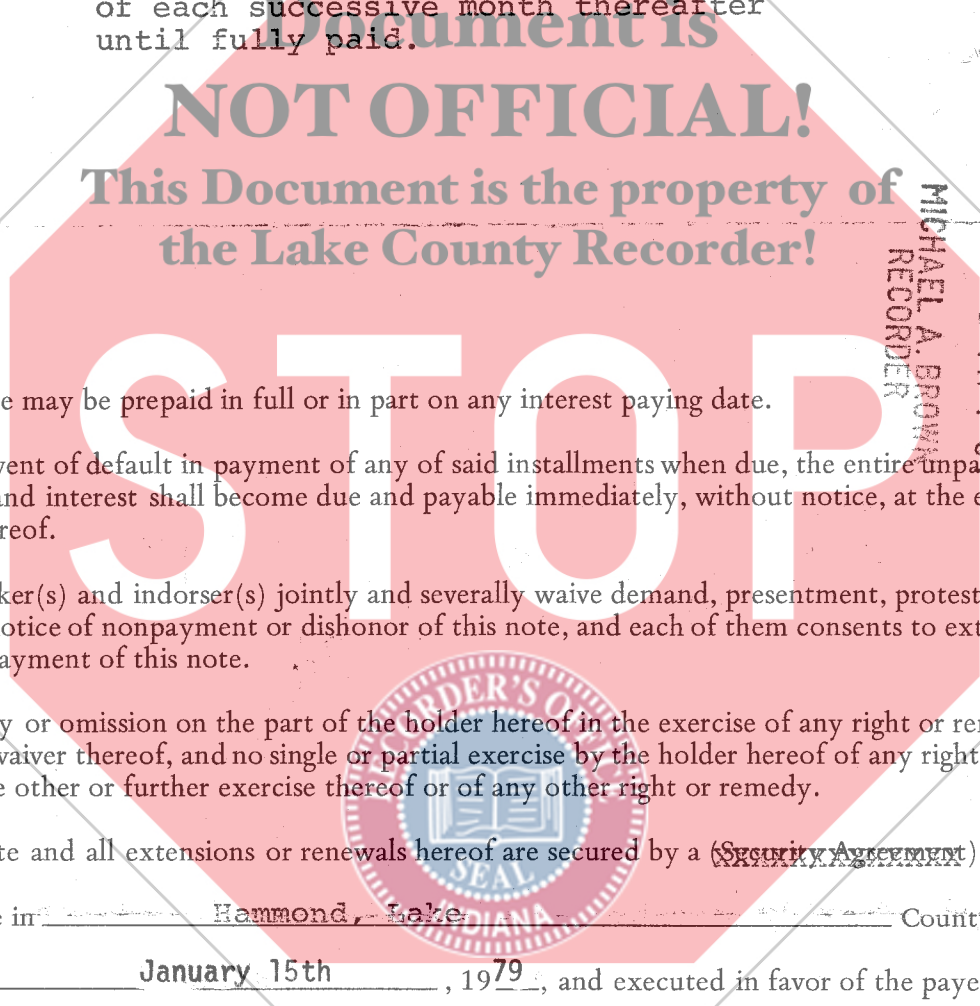 of each successive month thereafter
until fully paid.
Document is
NOT OFFICIAL!
This Document is the property of
the Lake County Recorder!
MICHAEL A. BROWN
RECORDER
STOP
e may be prepaid in full or in part on any interest paying date.
vent of default in payment of any of said installments when due, the entire unpa
and interest shall become due and payable immediately, without notice, at the e
reof.
ker(s) and indorser(s) jointly and severally waive demand, presentment, protest
otice of nonpayment or dishonor of this note, and each of them consents to ext
ayment of this note.
y or omission on the part of the holder hereof in the exercise of any right or re
waiver thereof, and no single or partial exercise by the holder hereof of any right
e other or further exercise thereof or of any other right or remedy.
te and all extensions or renewals hereof are secured by a (Security Agreement)
e in Hammond, Lake Count
January 15th , 1979 , and executed in favor of the paye
RECORDER'S OFFICE
SEAL
INDIANA